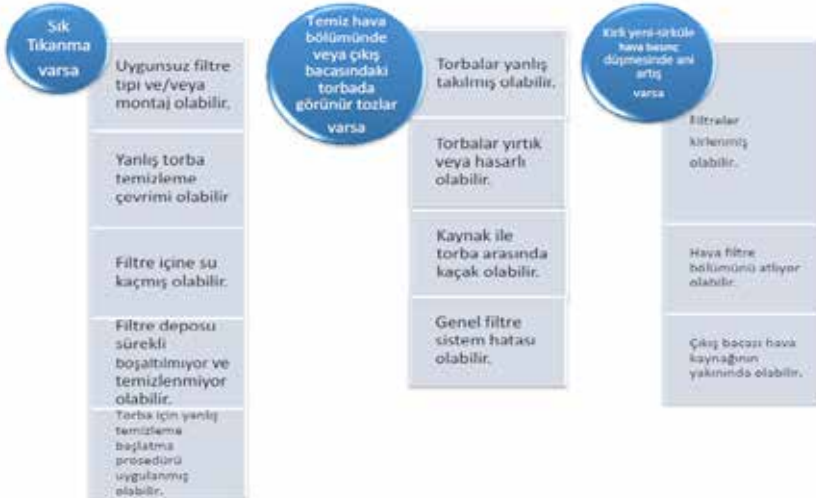 Sık
Tıkanma
varsa
Uygunsuz filtre
tipi ve/veya
montaj olabilir.
Yanlış torba
temizleme
çevrimi olabilir
Filtre içine su
kaçmış olabilir.
Filtre deposu
sürekli
boşaltılmıyor ve
temizlenmiyor
olabilir.
Torba için yanlış
temizleme
başlatma
prosedürü
uygulanmış
olabilir.
Temiz hava
bölümünde
veya çıkış
bacasındaki
torbada
görünür tozlar
varsa
Torbalar yanlış
takılmış olabilir.
Torbalar yırtık
veya hasarlı
olabilir.
Kaynak ile
torba arasında
kaçak olabilir.
Genel filtre
sistem hatası
olabilir.
Kirli yeni-sirküle
hava basınç
düşmesinde ani
artış
varsa
Filtreler
kirlenmiş
olabilir.
Hava filtre
bölümünü atlıyor
olabilir.
Çıkış bacası hava
kaynağının
yakınında olabilir.